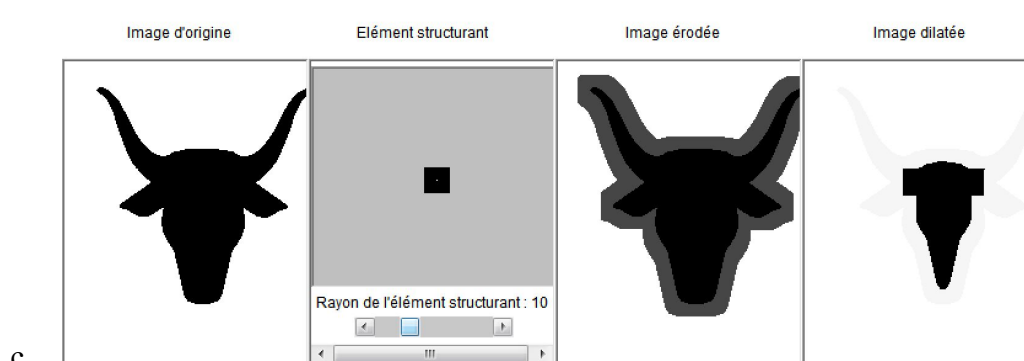 Image d'origine
Elément structurant
Image érodée
Image dilatée
Rayon de l'élément structurant : 10
c